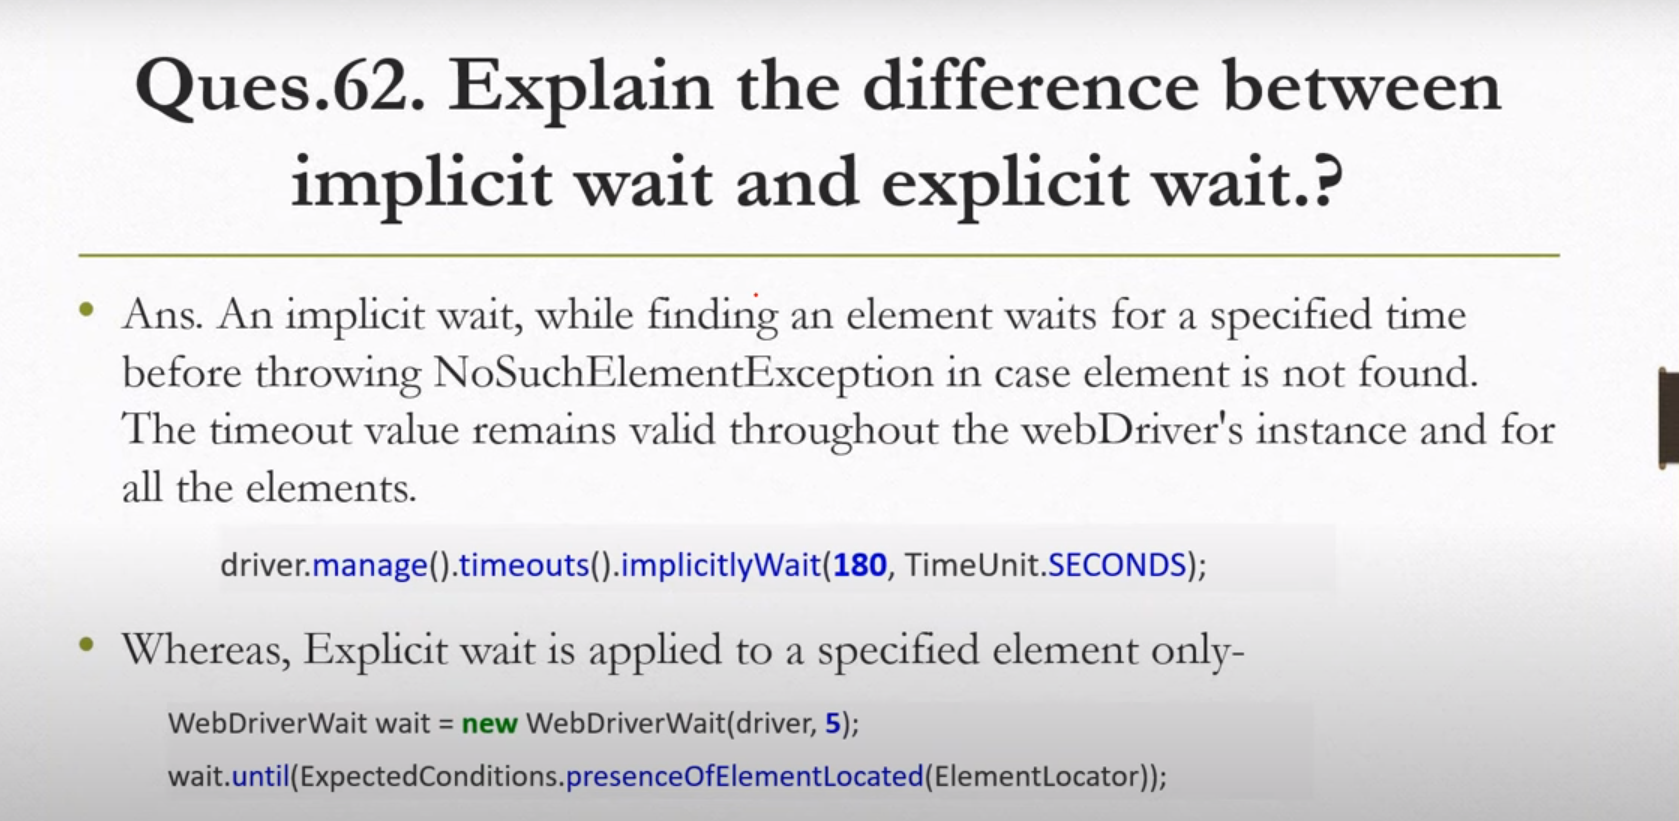 Ques.62. Explain the difference between
implicit wait and explicit wait.?
• Ans. An implicit wait, while finding an element waits for a specified time
before throwing NoSuchElementException in case element is not found.
The timeout value remains valid throughout the webDriver's instance and for
all the elements.
driver.manage().timeouts().implicitlyWait(180, TimeUnit.SECONDS);
• Whereas, Explicit wait is applied to a specified element only-
WebDriverWait wait = new WebDriverWait(driver, 5);
wait.until(ExpectedConditions.presenceOfElementLocated(ElementLocator));